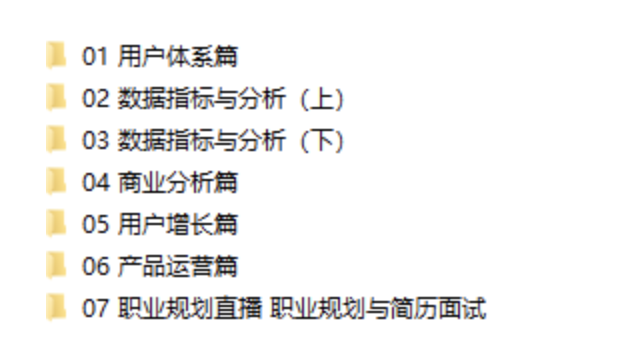 01 用户体系篇
02 数据指标与分析（上）
03 数据指标与分析（下）
04 商业分析篇
05 用户增长篇
06 产品运营篇
07 职业规划直播 职业规划与简历面试